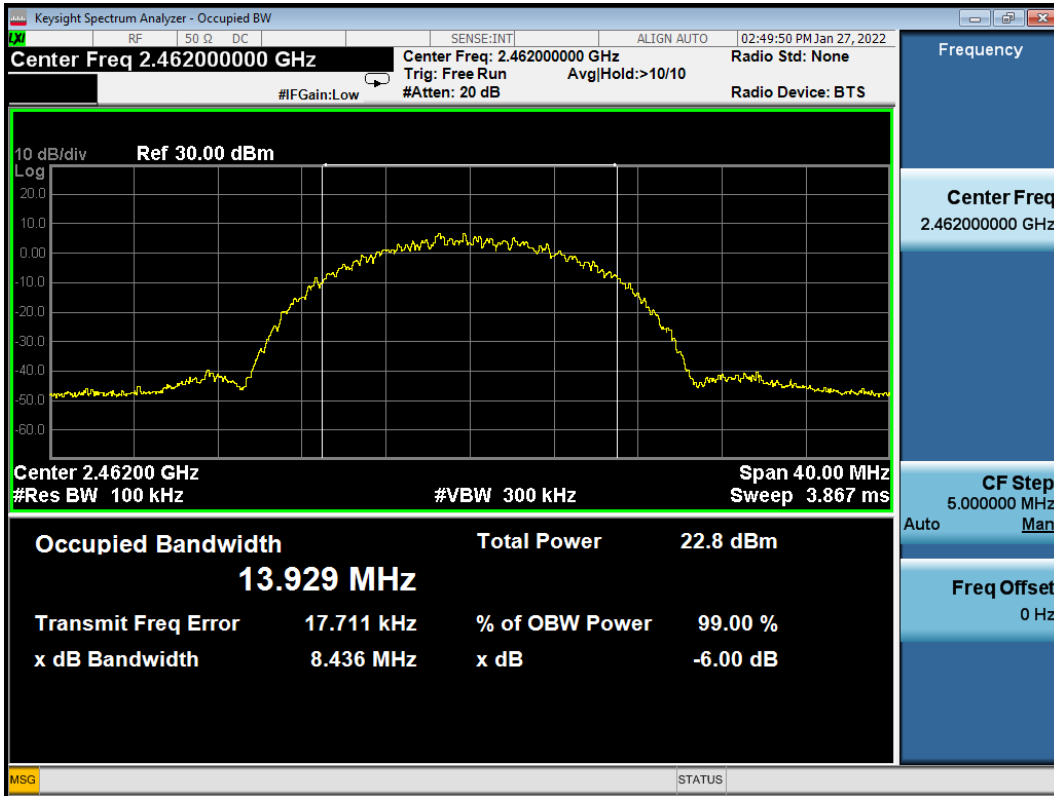 Keysight Spectrum Analyzer - Occupied BW
LXI RF 50 Ω DC SENSE:INT ALIGN AUTO 02:49:50 PM Jan 27, 2022
Center Freq 2.462000000 GHz
Center Freq: 2.462000000 GHz
Radio Std: None
Trig: Free Run Avg|Hold:>10/10
#IFGain:Low
#Atten: 20 dB
Radio Device: BTS
10 dB/div Ref 30.00 dBm
Log
20.0
10.0
0.00
-10.0
-20.0
-30.0
-40.0
-50.0
-60.0
Center 2.46200 GHz Span 40.00 MHz
#Res BW 100 kHz #VBW 300 kHz Sweep 3.867 ms
Occupied Bandwidth Total Power 22.8 dBm
13.929 MHz
Transmit Freq Error 17.711 kHz % of OBW Power 99.00 %
x dB Bandwidth 8.436 MHz x dB -6.00 dB
Frequency
Center Freq
2.462000000 GHz
CF Step
5.000000 MHz
Auto Man
Freq Offset
0 Hz
MSG STATUS